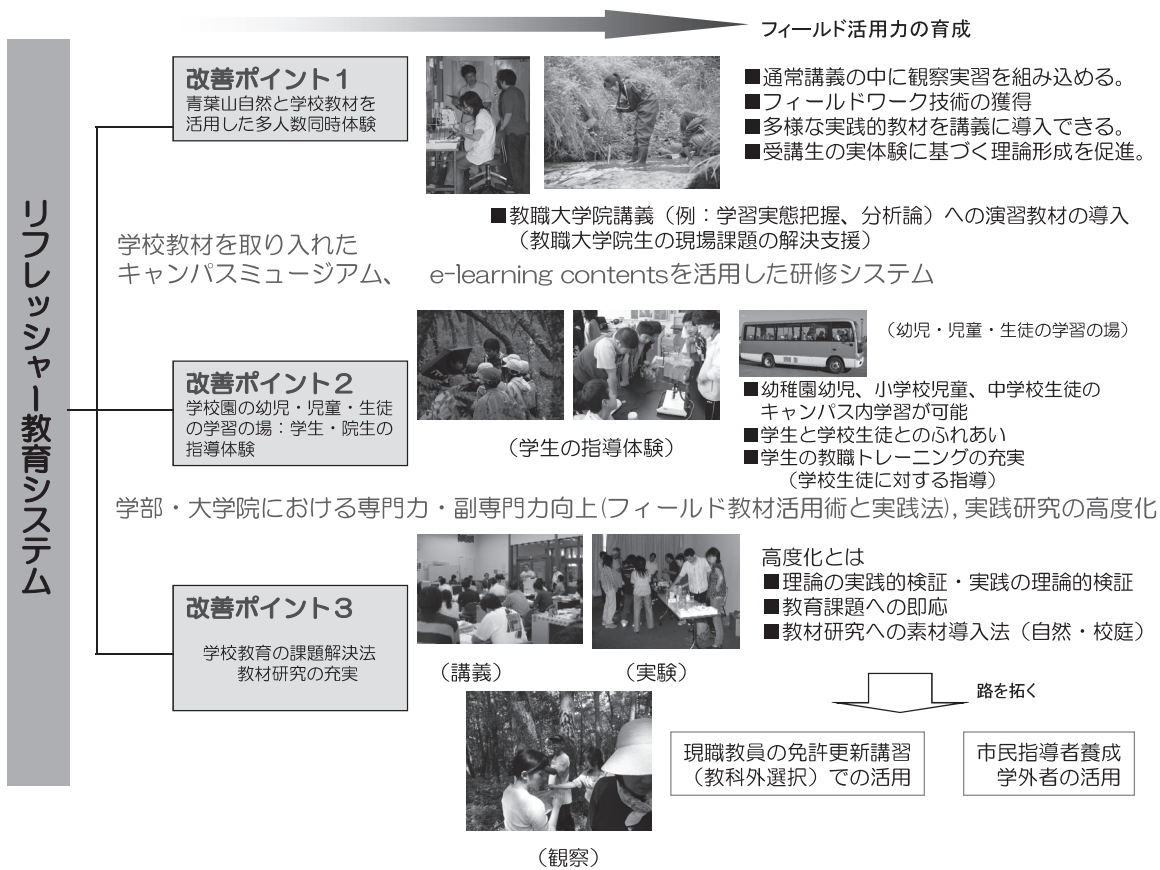 フィールド活用力の育成
リフレッシャー教育システム
改善ポイント1
青葉山自然と学校教材を
活用した多人数同時体験
■通常講義の中に観察実習を組み込める。
■フィールドワーク技術の獲得
■多様な実践的教材を講義に導入できる。
■受講生の実体験に基づく理論形成を促進。
■教職大学院講義（例：学習実態把握、分析論）への演習教材の導入
（教職大学院生の現場課題の解決支援）
学校教材を取り入れた
キャンパスミュージアム、 e-learning contentsを活用した研修システム
改善ポイント2
学校園の幼児・児童・生徒
の学習の場：学生・院生の
指導体験
（学生の指導体験）
（幼児・児童・生徒の学習の場）
■幼稚園幼児、小学校児童、中学校生徒の
キャンパス内学習が可能
■学生と学校生徒とのふれあい
■学生の教職トレーニングの充実
（学校生徒に対する指導）
学部・大学院における専門力・副専門力向上(フィールド教材活用術と実践法),実践研究の高度化
改善ポイント3
学校教育の課題解決法
教材研究の充実
（講義）
（実験）
（観察）
高度化とは
■理論の実践的検証・実践の理論的検証
■教育課題への即応
■教材研究への素材導入法（自然・校庭）
路を拓く
現職教員の免許更新講習
（教科外選択）での活用
市民指導者養成
学外者の活用